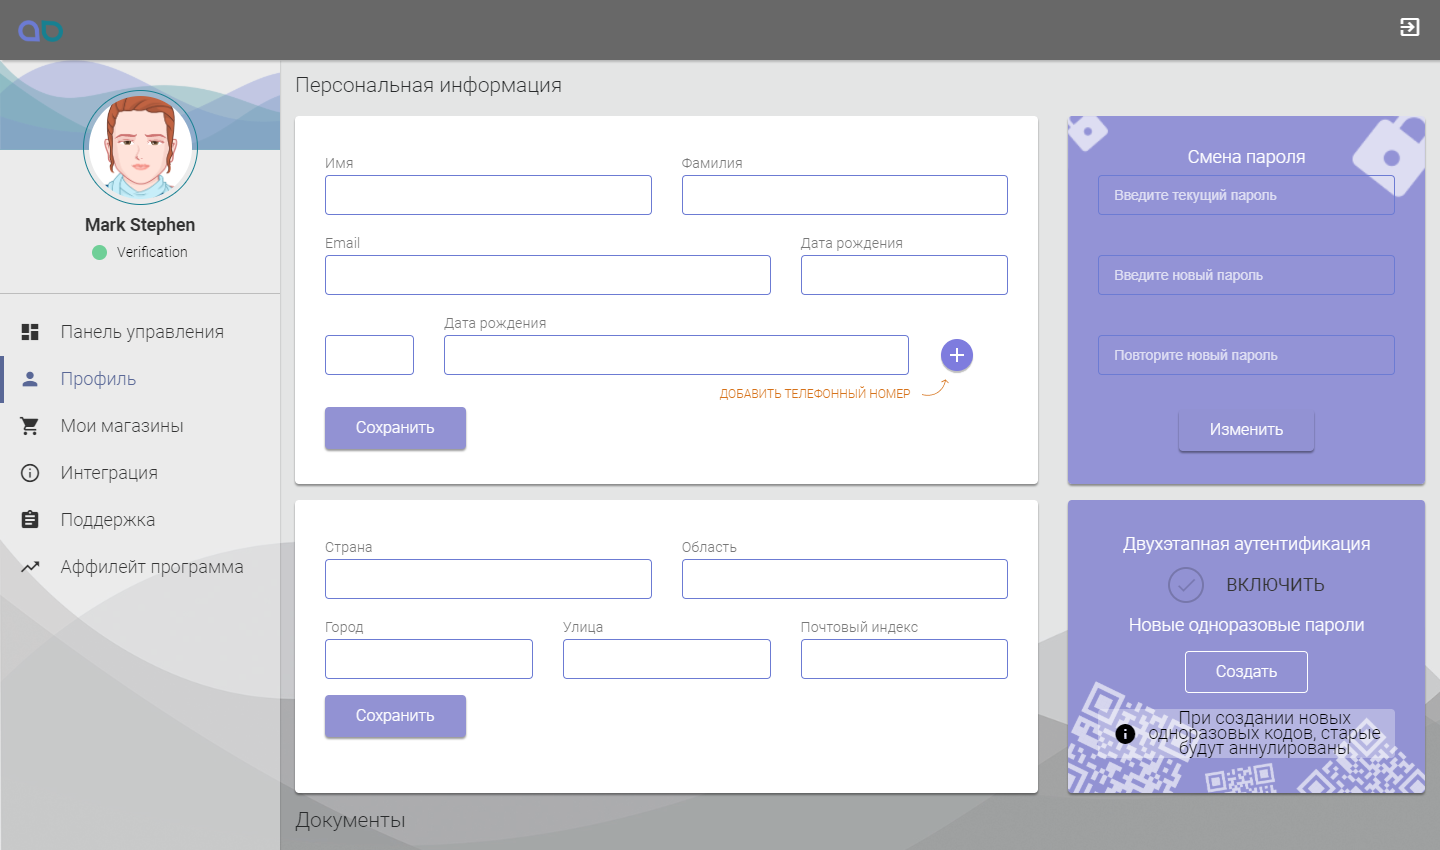 ab
Mark Stephen
Verification
Панель управления
Профиль
Мои магазины
Интеграция
Поддержка
Аффилейт программа
Персональная информация
Имя
Фамилия
Email
Дата рождения
Дата рождения
ДОБАВИТЬ ТЕЛЕФОННЫЙ НОМЕР
Сохранить
Страна
Область
Город
Улица
Почтовый индекс
Сохранить
Документы
Смена пароля
Введите текущий пароль
Введите новый пароль
Повторите новый пароль
Изменить
Двухэтапная аутентификация
ВКЛЮЧИТЬ
Новые одноразовые пароли
Создать
При создании новых
одноразовых кодов, старые
будут аннулированы